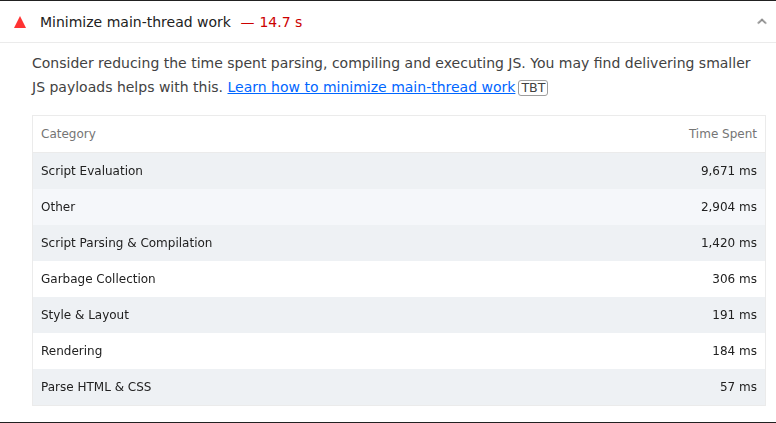 Minimize main-thread work — 14.7 s
Consider reducing the time spent parsing, compiling and executing JS. You may find delivering smaller
JS payloads helps with this. Learn how to minimize main-thread work TBT
Category Time Spent
Script Evaluation 9,671 ms
Other 2,904 ms
Script Parsing & Compilation 1,420 ms
Garbage Collection 306 ms
Style & Layout 191 ms
Rendering 184 ms
Parse HTML & CSS 57 ms